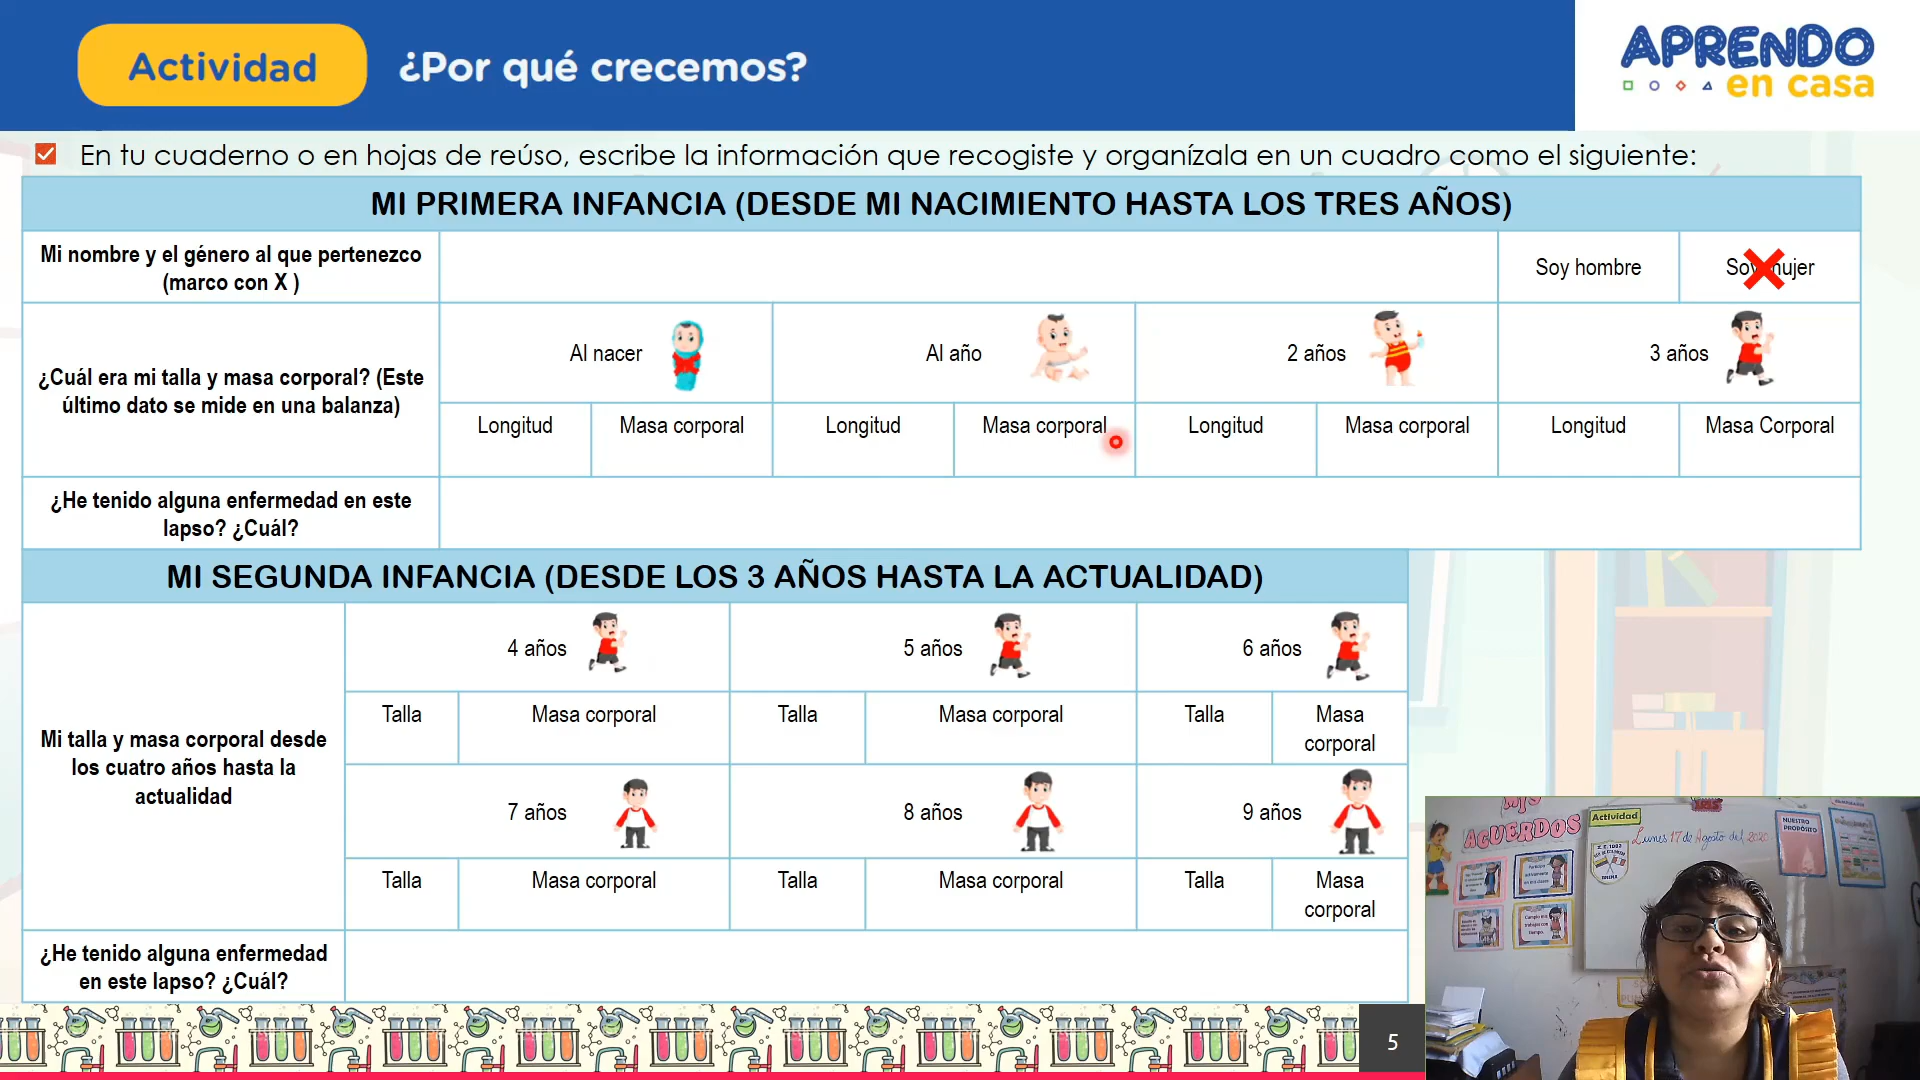 Actividad
¿Por qué crecemos?
APRENDO
en casa
En tu cuaderno o en hojas de reúso, escribe la información que recogiste y organízala en un cuadro como el siguiente:
MI PRIMERA INFANCIA (DESDE MI NACIMIENTO HASTA LOS TRES AÑOS)
Mi nombre y el género al que pertenezco
(marco con X )
Soy hombre
Soy mujer
¿Cuál era mi talla y masa corporal? (Este
último dato se mide en una balanza)
Al nacer
Al año
2 años
3 años
Longitud
Masa corporal
Longitud
Masa corporal
Longitud
Masa corporal
Longitud
Masa Corporal
¿He tenido alguna enfermedad en este
lapso? ¿Cuál?
MI SEGUNDA INFANCIA (DESDE LOS 3 AÑOS HASTA LA ACTUALIDAD)
Mi talla y masa corporal desde
los cuatro años hasta la
actualidad
4 años
5 años
6 años
Talla
Masa corporal
Talla
Masa corporal
Talla
Masa
corporal
7 años
8 años
9 años
Talla
Masa corporal
Talla
Masa corporal
Talla
Masa
corporal
¿He tenido alguna enfermedad
en este lapso? ¿Cuál?
5
MIS
ACUERDOS
Actividad
Lunes 17 de Agosto del 2020
NUESTRO
PROPÓSITO